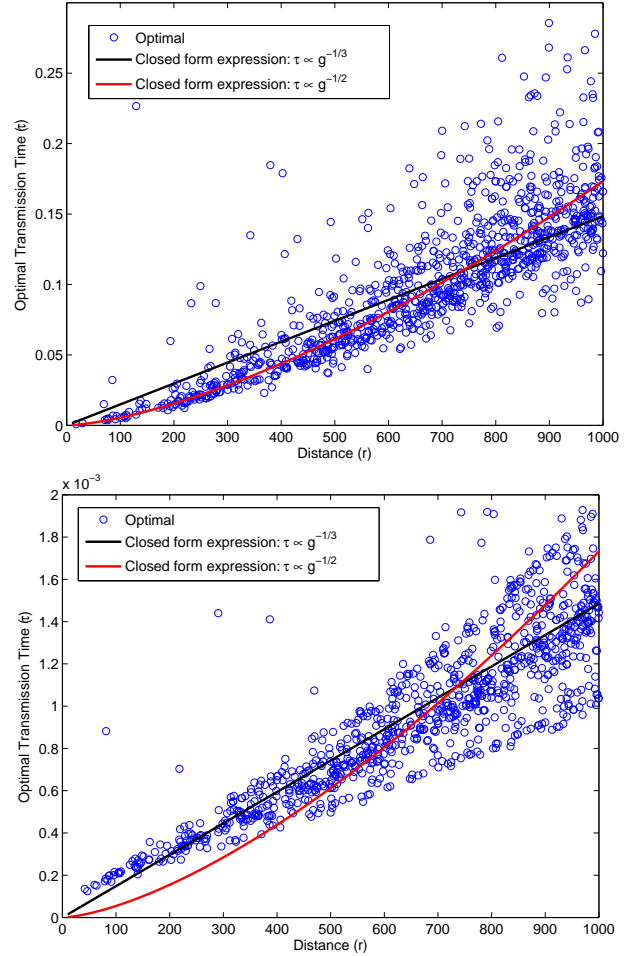 0.25
0.2
0.15
0.1
0.05
0
Optimal Transmission Time (τ)
Optimal
Closed form expression: τ ∝ g^{-1/3}
Closed form expression: τ ∝ g^{-1/2}
0 100 200 300 400 500 600 700 800 900 1000
Distance (r)
x 10^{-3}
2
1.8
1.6
1.4
1.2
1
0.8
0.6
0.4
0.2
0
Optimal Transmission Time (τ)
Optimal
Closed form expression: τ ∝ g^{-1/3}
Closed form expression: τ ∝ g^{-1/2}
0 100 200 300 400 500 600 700 800 900 1000
Distance (r)